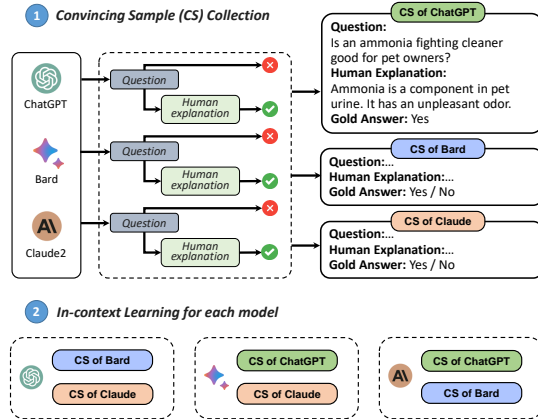 1 Convincing Sample (CS) Collection
CS of ChatGPT
Question:
Is an ammonia fighting cleaner
good for pet owners?
Human Explanation:
Ammonia is a component in pet
urine. It has an unpleasant odor.
Gold Answer: Yes
ChatGPT
Question
Human
explanation
CS of Bard
Question:...
Human Explanation:...
Gold Answer: Yes / No
Bard
Question
Human
explanation
CS of Claude
Question:...
Human Explanation:...
Gold Answer: Yes / No
AI
Claude2
Question
Human
explanation
2 In-context Learning for each model
CS of Bard
CS of Claude
CS of ChatGPT
CS of Claude
AI
CS of ChatGPT
CS of Bard